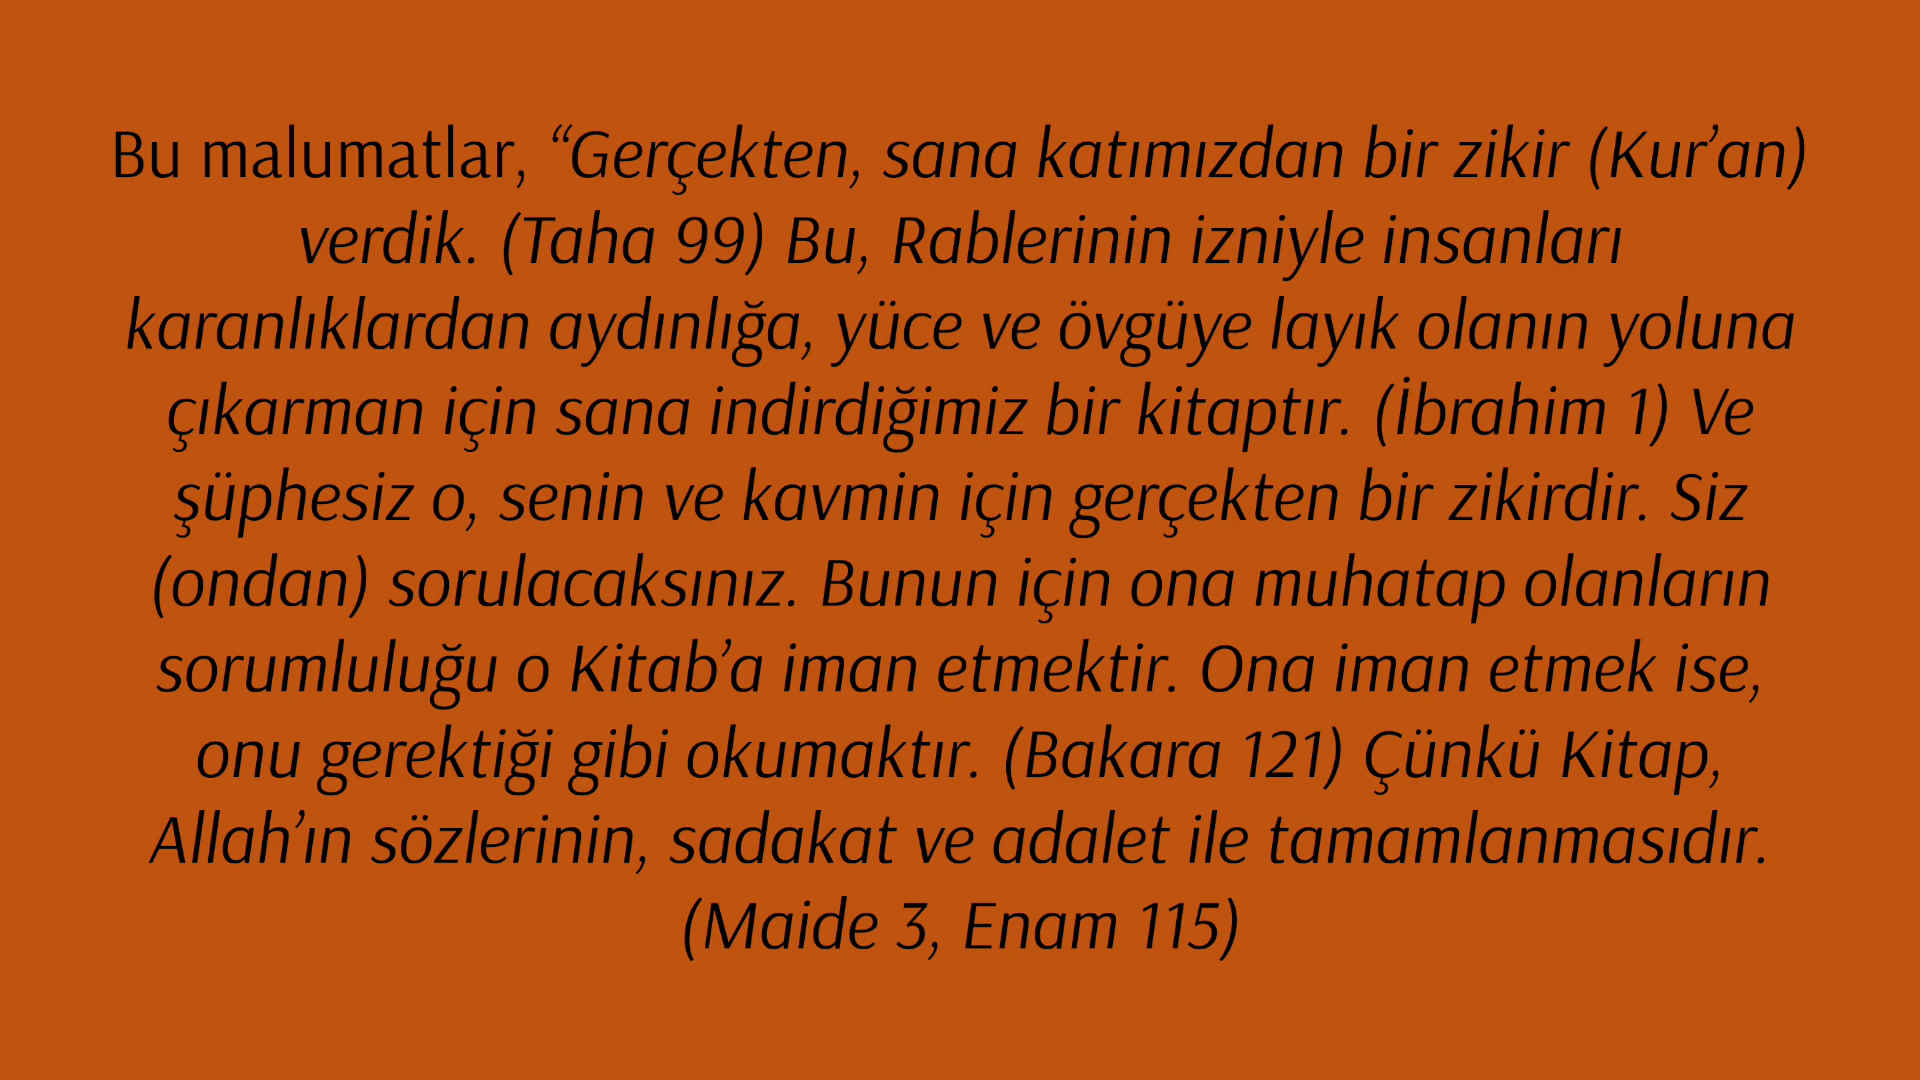 Bu malumatlar, “Gerçekten, sana katımızdan bir zikir (Kur’an)
verdik. (Taha 99) Bu, Rablerinin izniyle insanları
karanlıklardan aydınlığa, yüce ve övgüye layık olanın yoluna
çıkarman için sana indirdiğimiz bir kitaptır. (İbrahim 1) Ve
şüphesiz o, senin ve kavmin için gerçekten bir zikirdir. Siz
(ondan) sorulacaksınız. Bunun için ona muhatap olanların
sorumluluğu o Kitab’a iman etmektir. Ona iman etmek ise,
onu gerektiği gibi okumaktır. (Bakara 121) Çünkü Kitap,
Allah’ın sözlerinin, sadakat ve adalet ile tamamlanmasıdır.
(Maide 3, Enam 115)